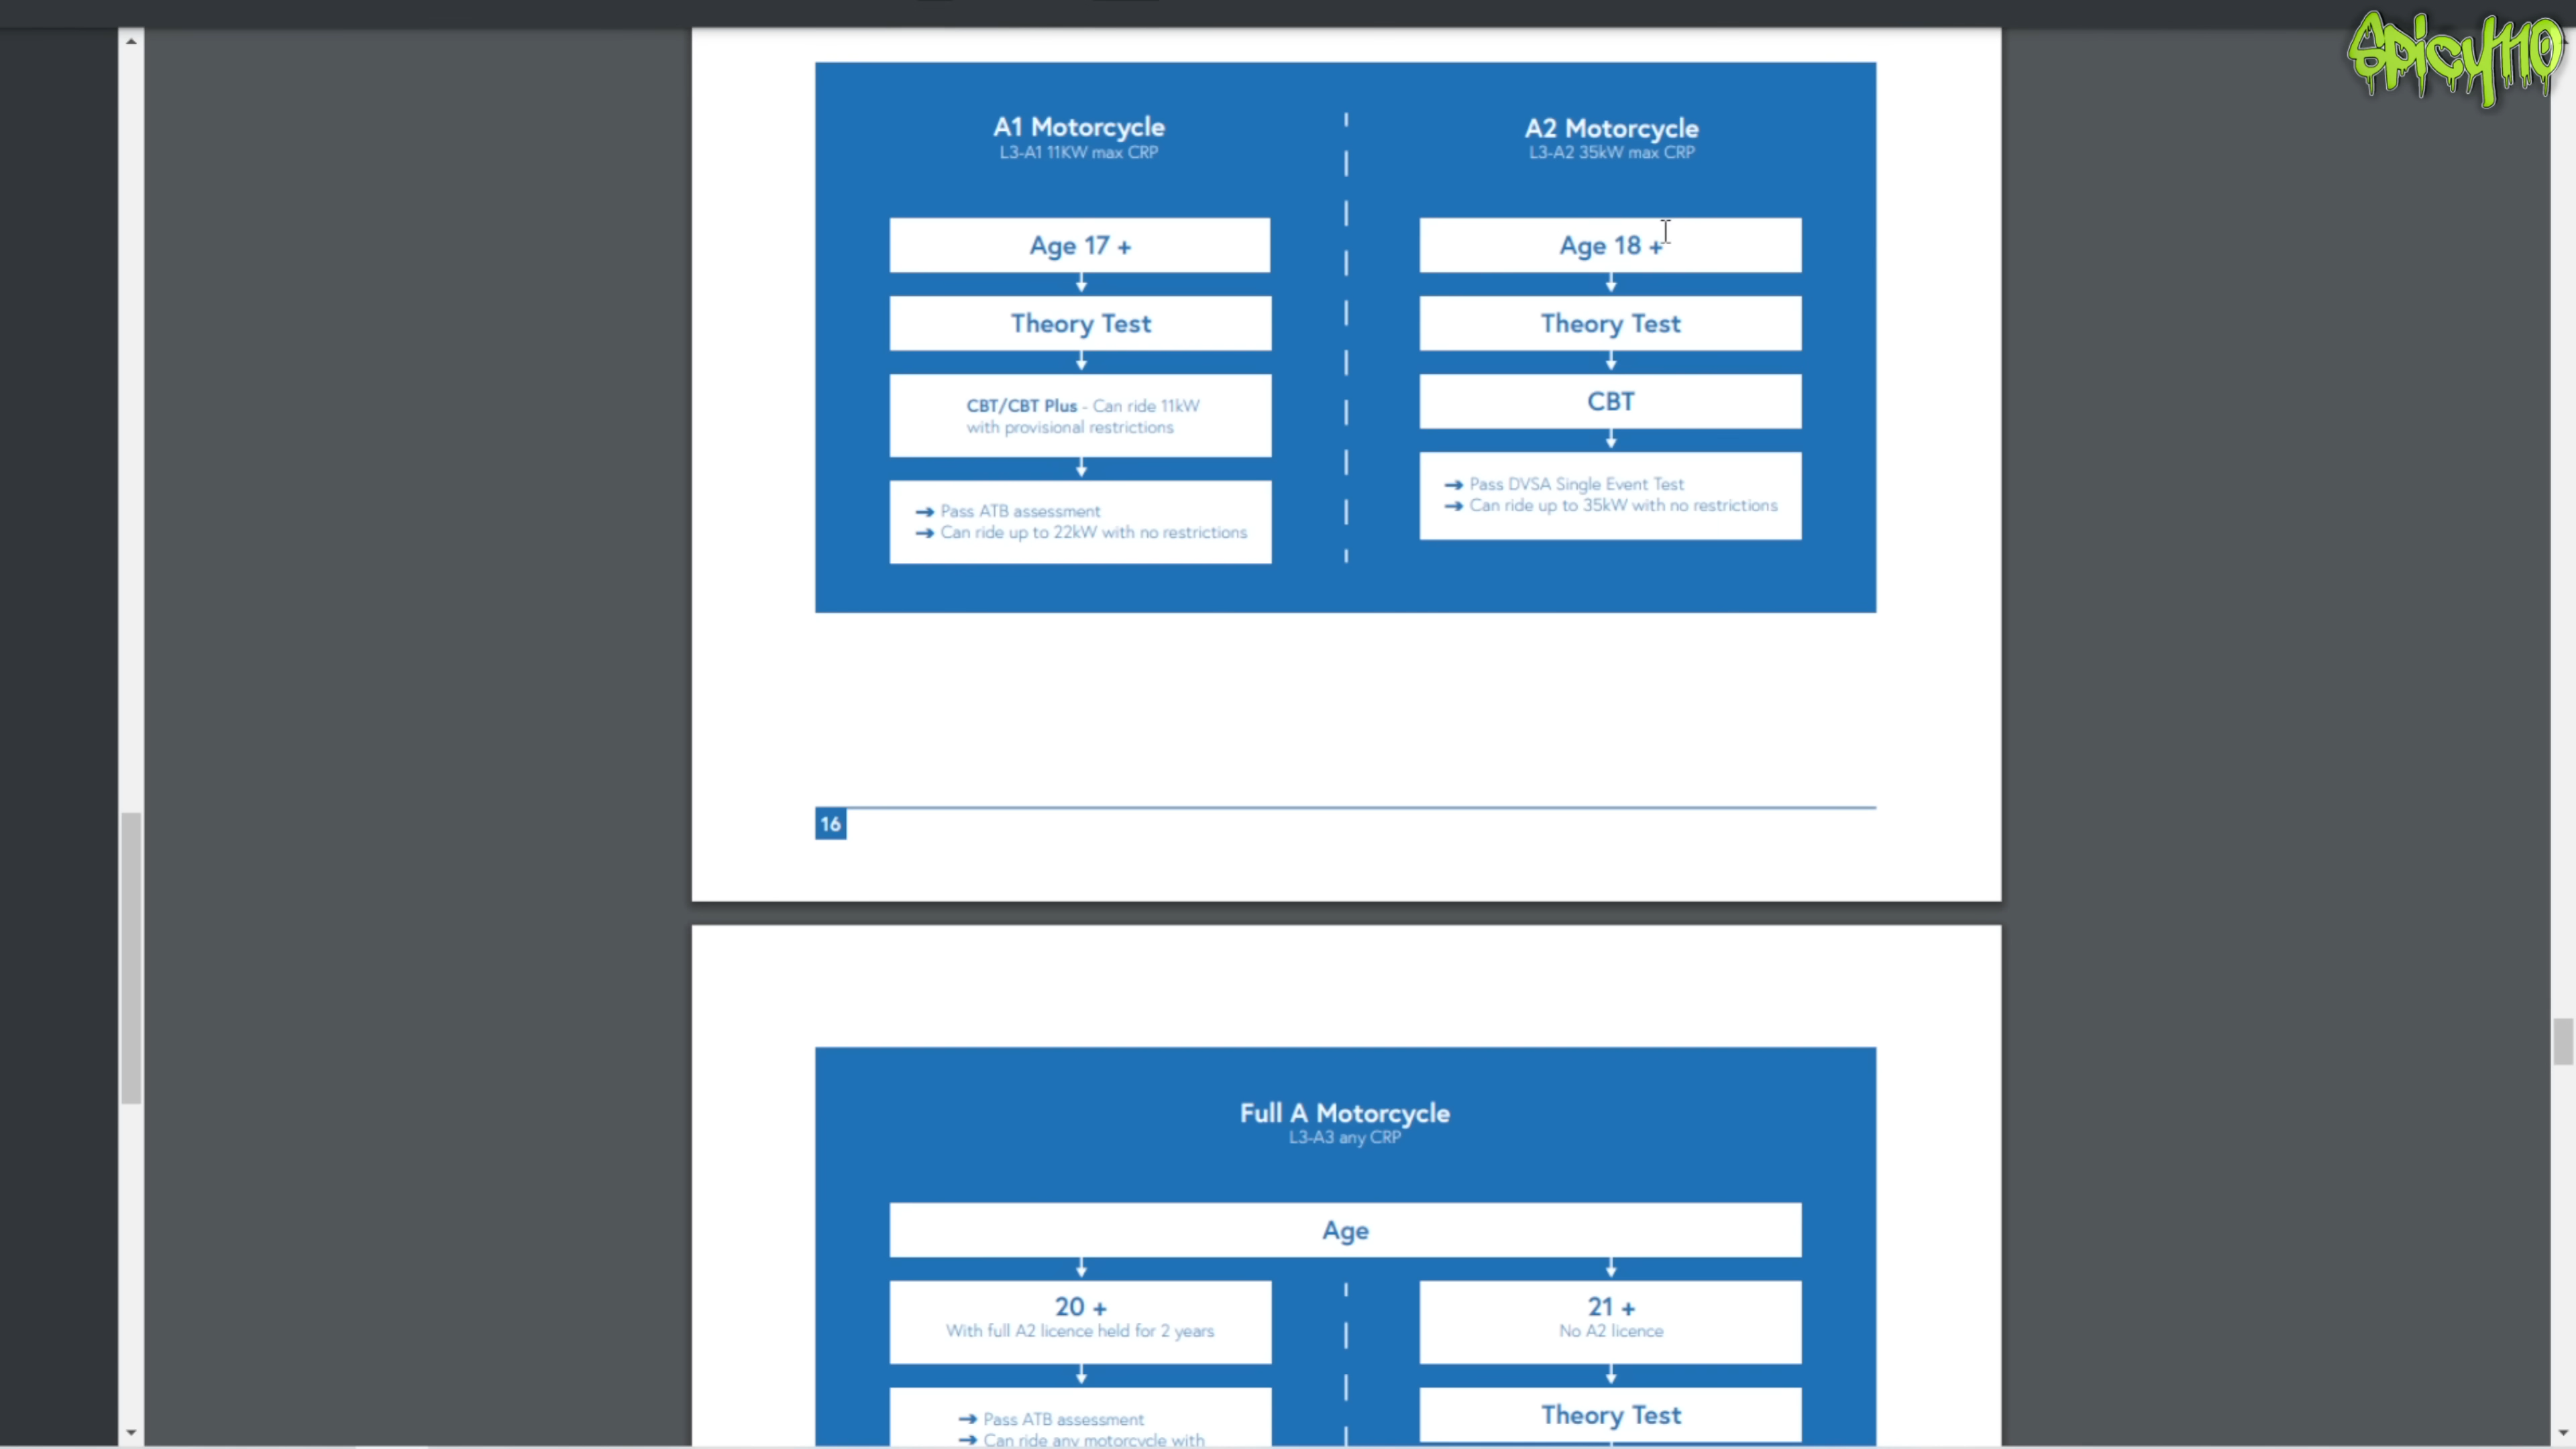 Spicy110
A1 Motorcycle
L3-A1 11KW max CRP
Age 17 +
Theory Test
CBT/CBT Plus - Can ride 11kW
with provisional restrictions
➔ Pass ATB assessment
➔ Can ride up to 22kW with no restrictions
A2 Motorcycle
L3-A2 35kW max CRP
Age 18 +
Theory Test
CBT
➔ Pass DVSA Single Event Test
➔ Can ride up to 35kW with no restrictions
16
Full A Motorcycle
L3-A3 any CRP
Age
20 +
With full A2 licence held for 2 years
➔ Pass ATB assessment
➔ Can ride any motorcycle with
21 +
No A2 licence
Theory Test